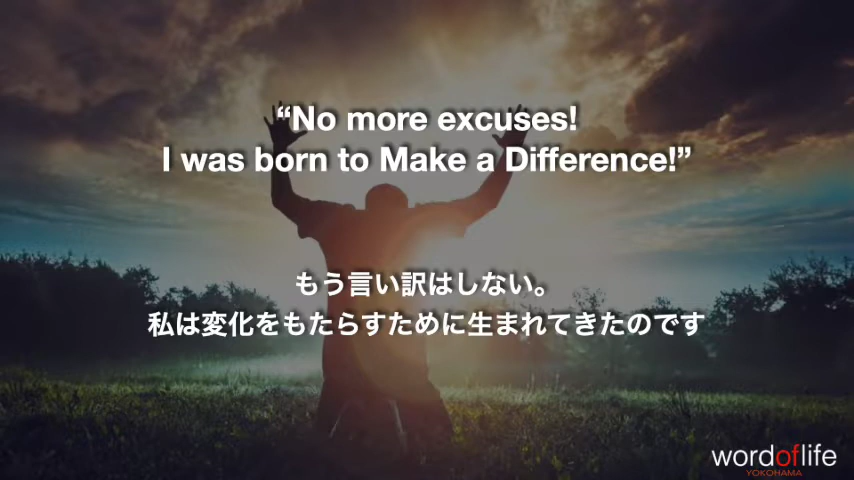 “No more excuses!
I was born to Make a Difference!”
もう言い訳はしない。
私は変化をもたらすために生まれてきたのです
wordoflife
YOKOHAMA